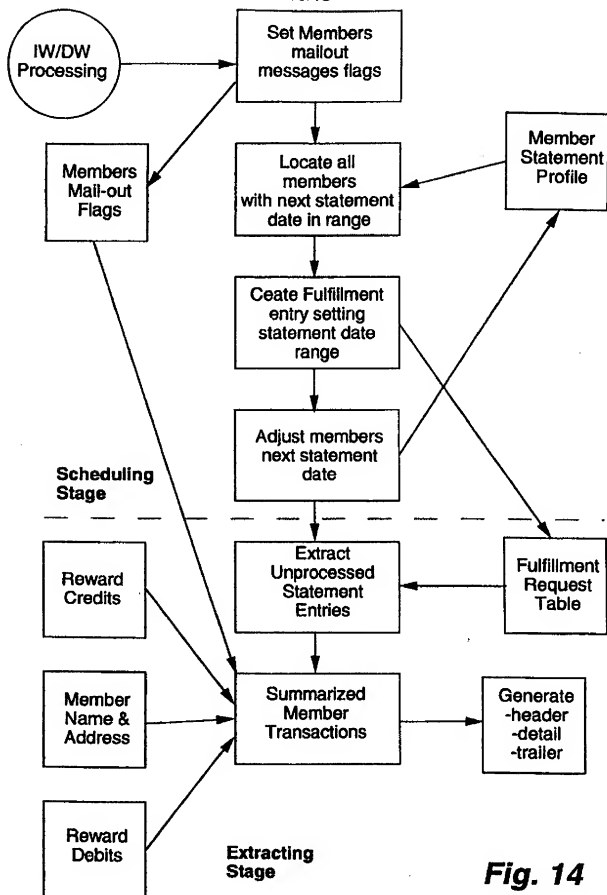 IW/DW
Processing
Set Members
mailout
messages flags
Members
Mail-out
Flags
Locate all
members
with next statement
date in range
Member
Statement
Profile
Ceate Fulfillment
entry setting
statement date
range
Adjust members
next statement
date
Scheduling
Stage
Reward
Credits
Extract
Unprocessed
Statement
Entries
Fulfillment
Request
Table
Member
Name &
Address
Summarized
Member
Transactions
Generate
-header
-detail
-trailer
Reward
Debits
Extracting
Stage
Fig. 14